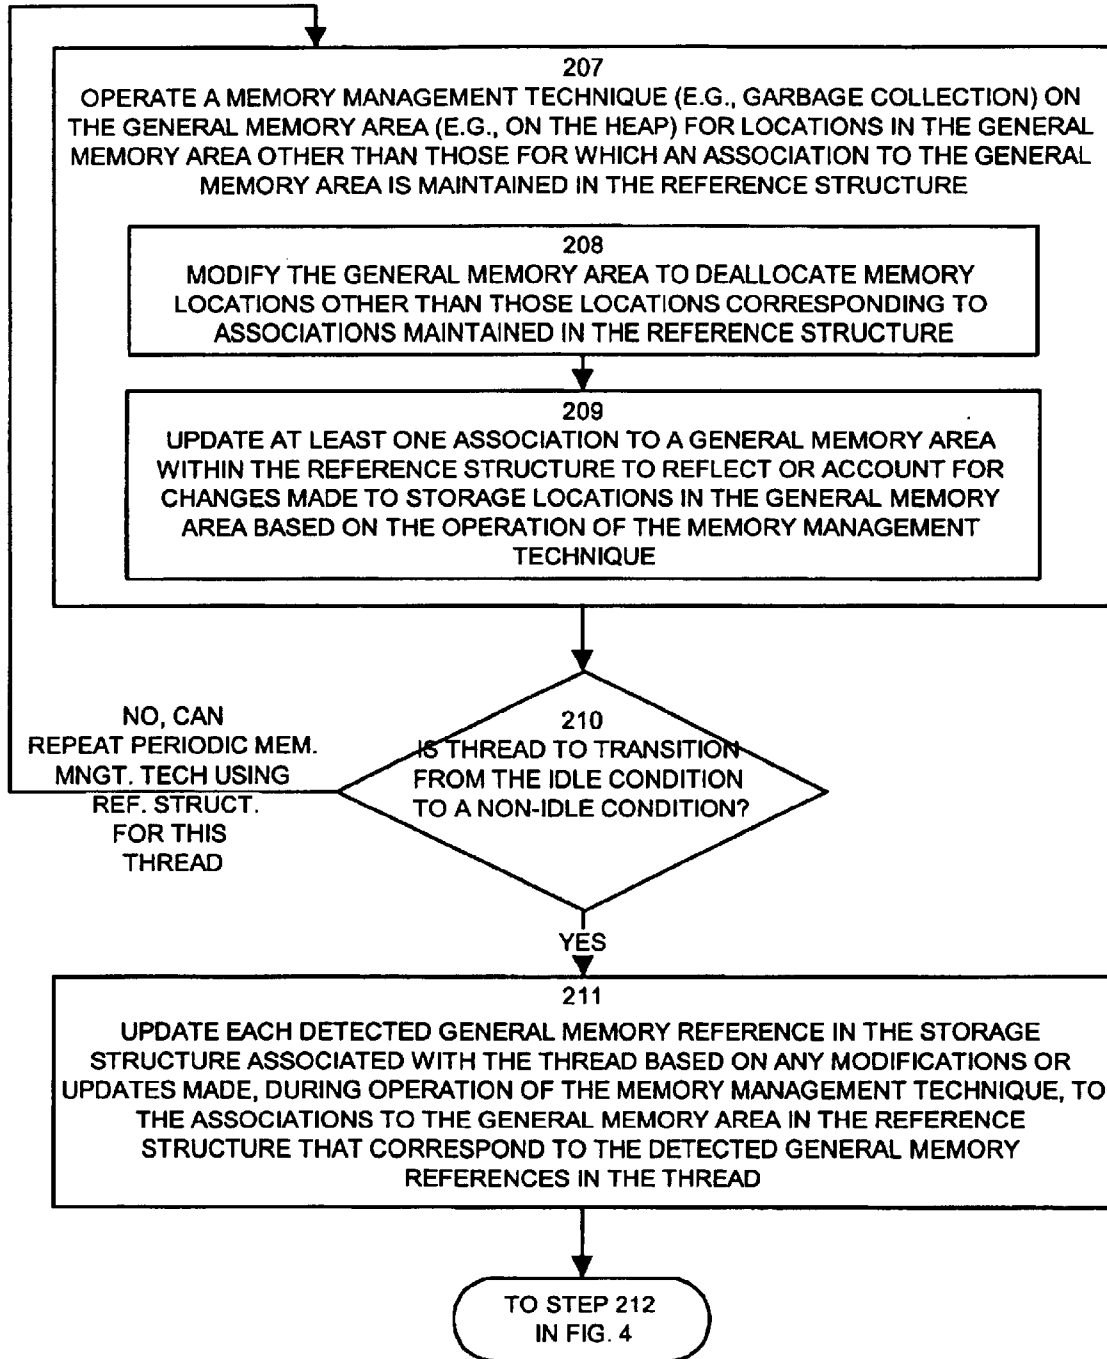 207
OPERATE A MEMORY MANAGEMENT TECHNIQUE (E.G., GARBAGE COLLECTION) ON
THE GENERAL MEMORY AREA (E.G., ON THE HEAP) FOR LOCATIONS IN THE GENERAL
MEMORY AREA OTHER THAN THOSE FOR WHICH AN ASSOCIATION TO THE GENERAL
MEMORY AREA IS MAINTAINED IN THE REFERENCE STRUCTURE
208
MODIFY THE GENERAL MEMORY AREA TO DEALLOCATE MEMORY
LOCATIONS OTHER THAN THOSE LOCATIONS CORRESPONDING TO
ASSOCIATIONS MAINTAINED IN THE REFERENCE STRUCTURE
209
UPDATE AT LEAST ONE ASSOCIATION TO A GENERAL MEMORY AREA
WITHIN THE REFERENCE STRUCTURE TO REFLECT OR ACCOUNT FOR
CHANGES MADE TO STORAGE LOCATIONS IN THE GENERAL MEMORY
AREA BASED ON THE OPERATION OF THE MEMORY MANAGEMENT
TECHNIQUE
NO, CAN
REPEAT PERIODIC MEM.
MNGT. TECH USING
REF. STRUCT.
FOR THIS
THREAD
210
IS THREAD TO TRANSITION
FROM THE IDLE CONDITION
TO A NON-IDLE CONDITION?
YES
211
UPDATE EACH DETECTED GENERAL MEMORY REFERENCE IN THE STORAGE
STRUCTURE ASSOCIATED WITH THE THREAD BASED ON ANY MODIFICATIONS OR
UPDATES MADE, DURING OPERATION OF THE MEMORY MANAGEMENT TECHNIQUE, TO
THE ASSOCIATIONS TO THE GENERAL MEMORY AREA IN THE REFERENCE
STRUCTURE THAT CORRESPOND TO THE DETECTED GENERAL MEMORY
REFERENCES IN THE THREAD
TO STEP 212
IN FIG. 4